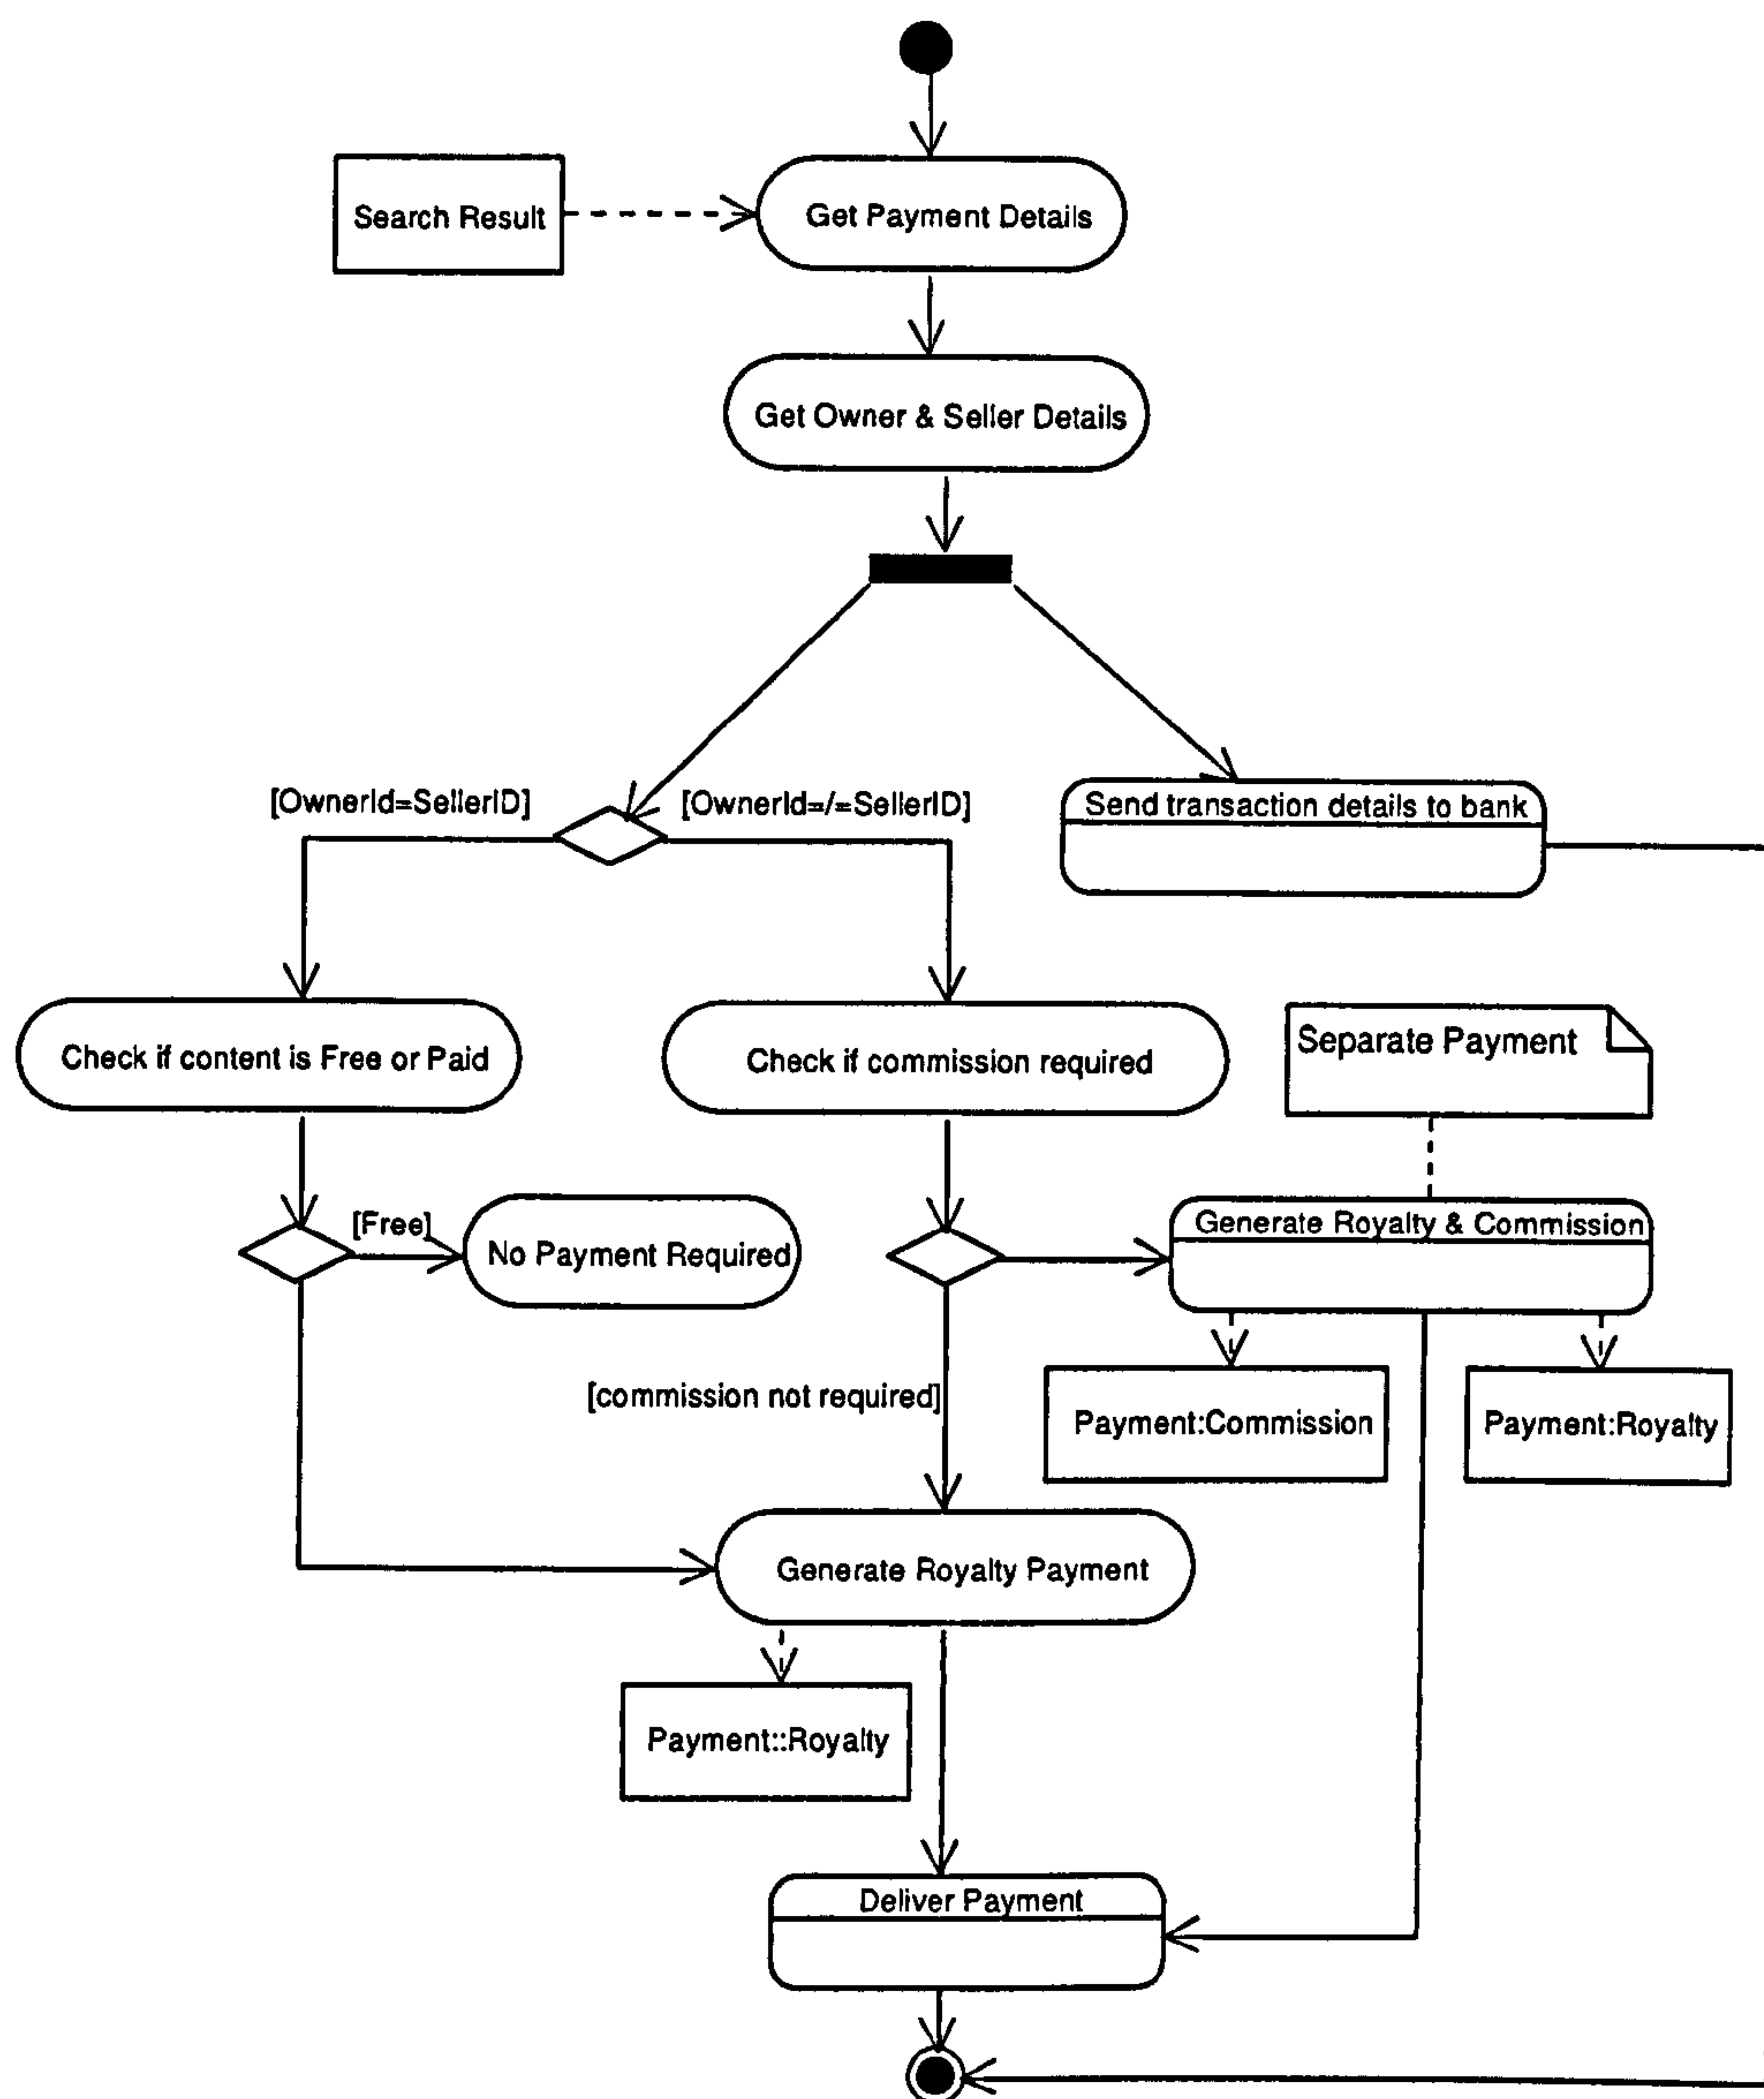 Search Result
Get Payment Details
Get Owner & Seller Details
[OwnerId=SellerID]
[OwnerId=/=SellerID]
Send transaction details to bank
Check if content is Free or Paid
Check if commission required
Separate Payment
[Free]
No Payment Required
Generate Royalty & Commission
[commission not required]
Payment:Commission
Payment:Royalty
Generate Royalty Payment
Payment::Royalty
Deliver Payment